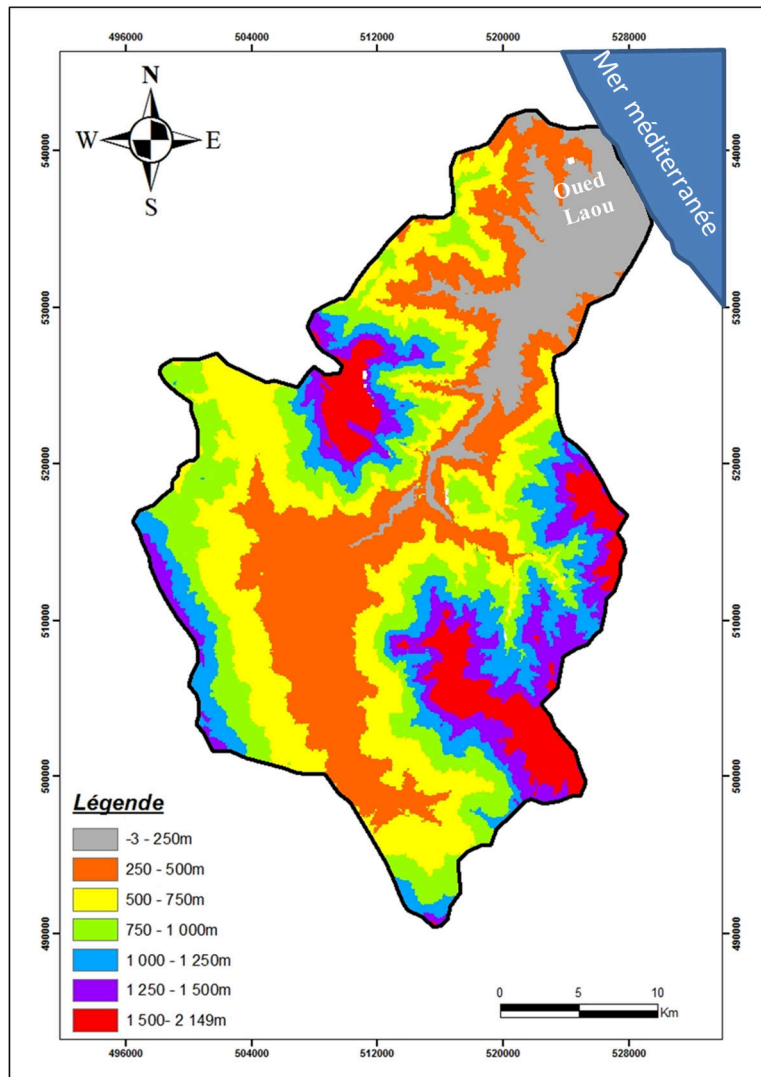 496000 504000 512000 520000 528000
N
W E
S
Mer méditerranée
Oued
Laou
540000 540000
530000 530000
520000 520000
510000 510000
500000 500000
490000 490000
Légende
-3 - 250m
250 - 500m
500 - 750m
750 - 1 000m
1 000 - 1 250m
1 250 - 1 500m
1 500- 2 149m
0 5 10
Km
496000 504000 512000 520000 528000